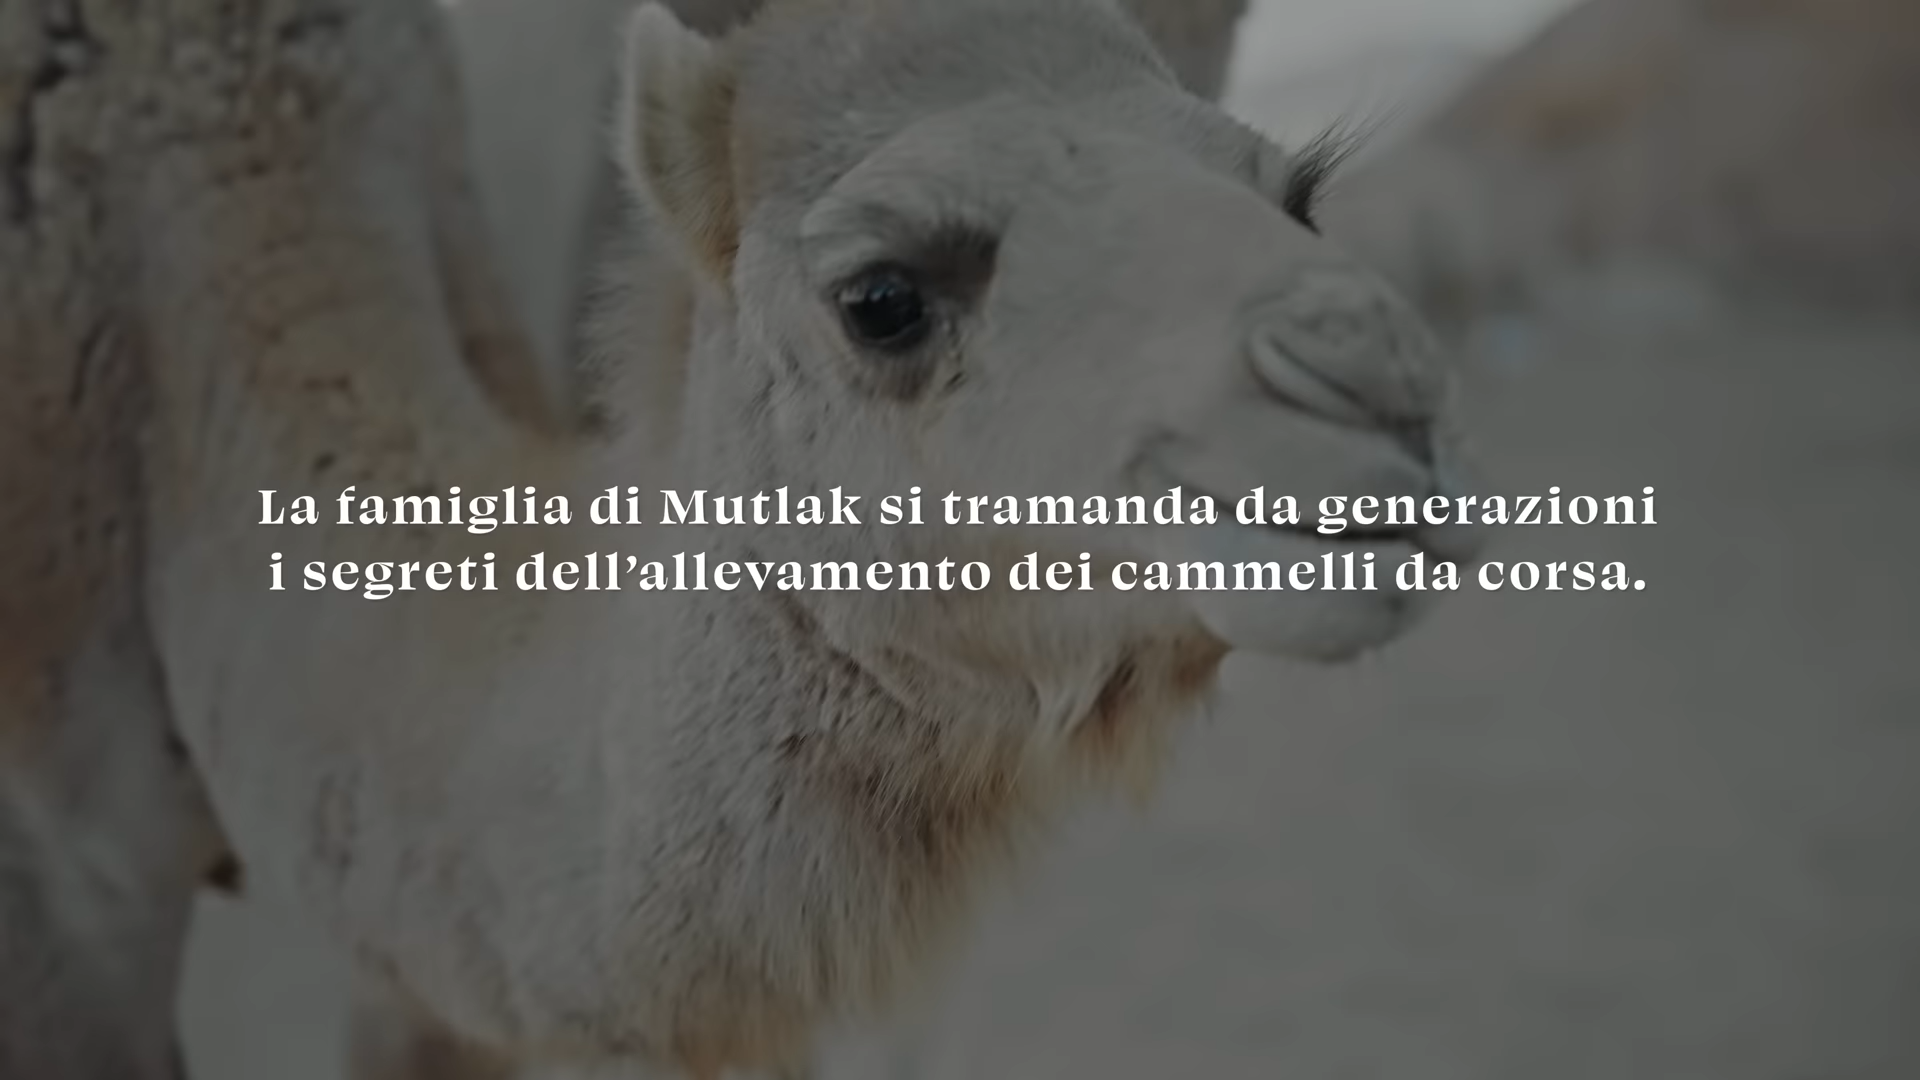 La famiglia di Mutlak si tramanda da generazioni
i segreti dell’allevamento dei cammelli da corsa.